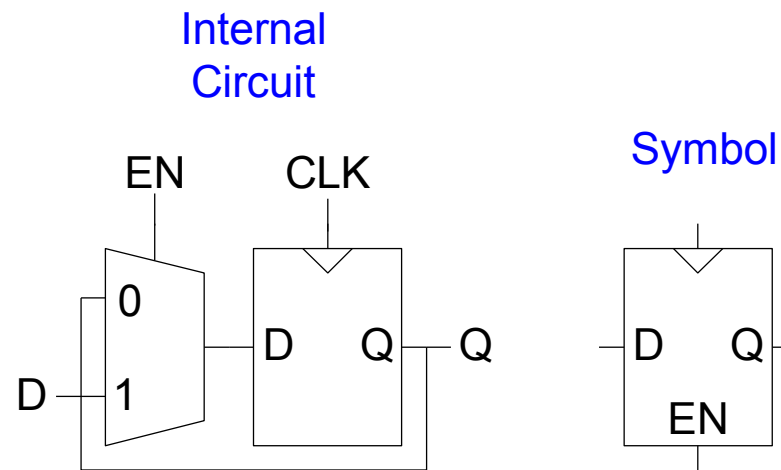 Internal
Circuit
Symbol
EN CLK
0
D 1 D Q Q
D Q
EN